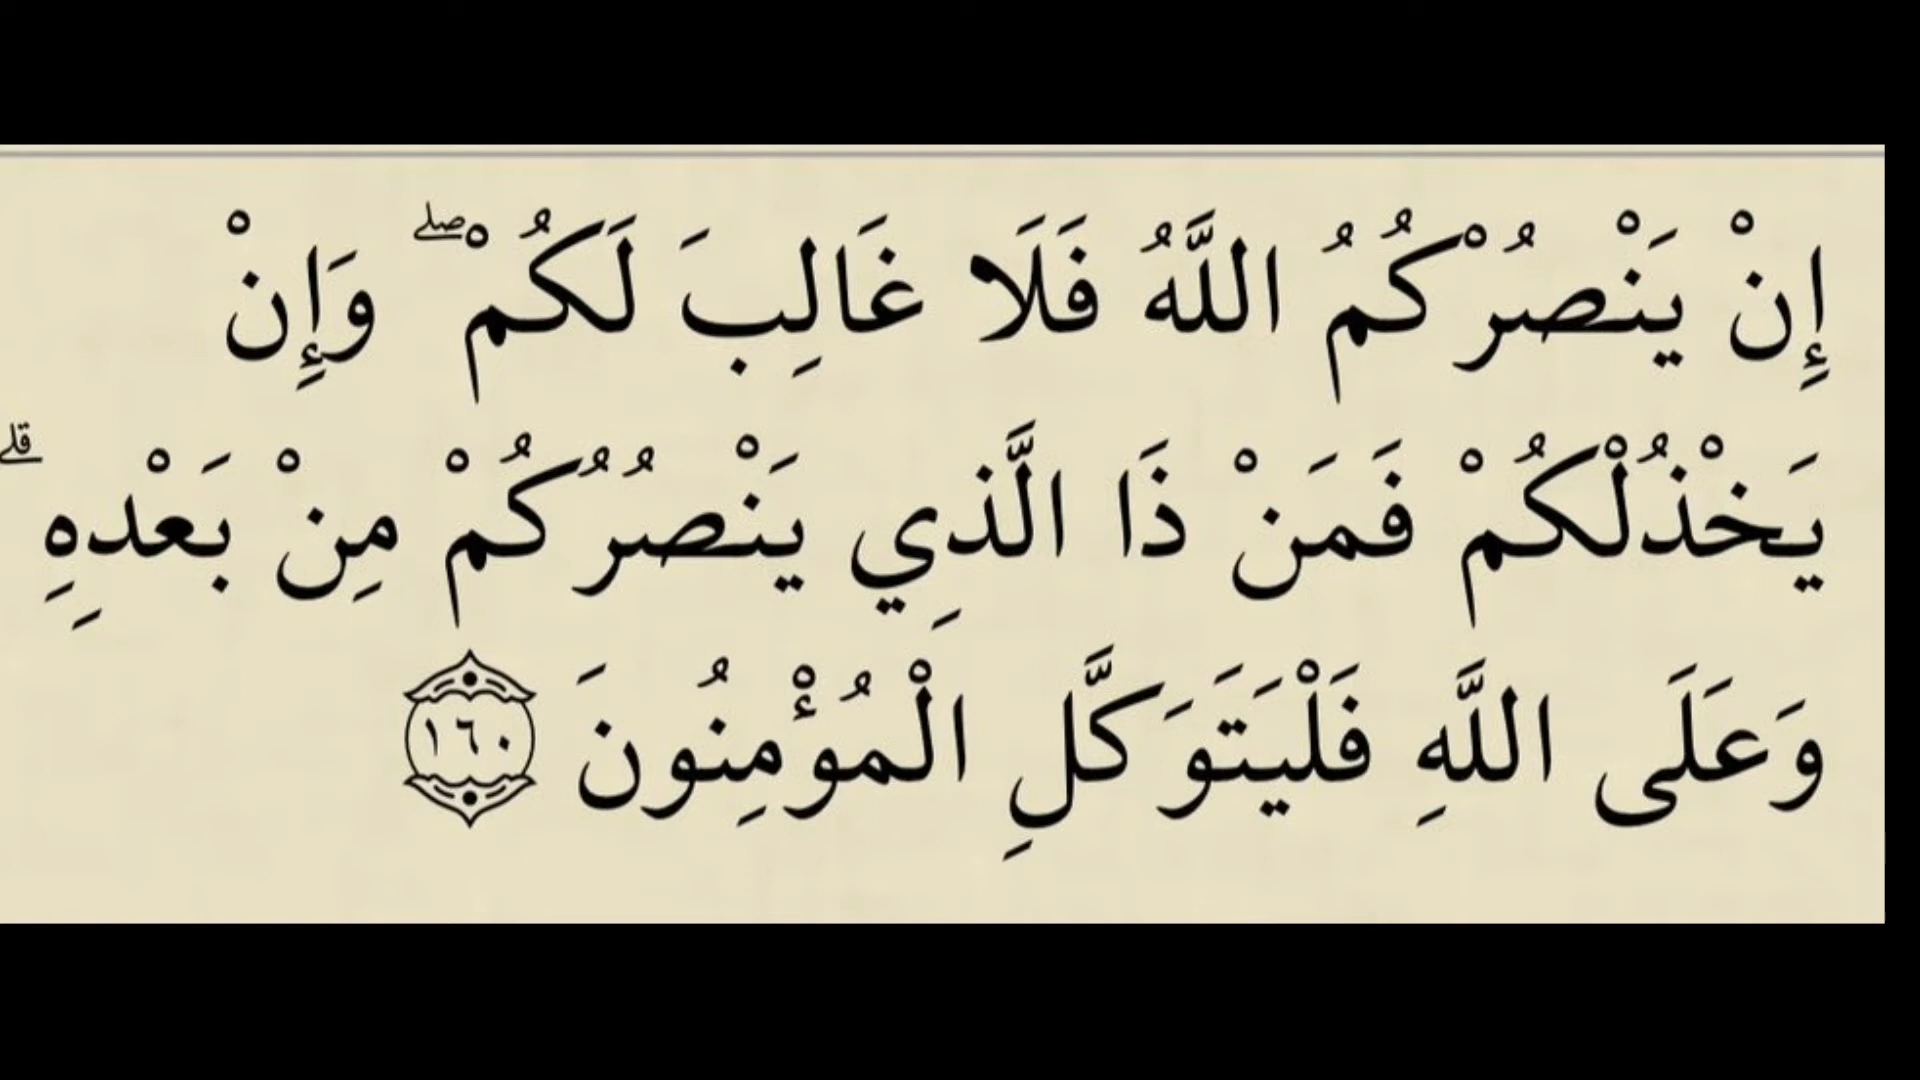 إِنْ يَنْصُرْكُمُ اللَّهُ فَلَا غَالِبَ لَكُمْ ۖ وَإِنْ
يَخْذُلْكُمْ فَمَنْ ذَا الَّذِي يَنْصُرُكُمْ مِنْ بَعْدِهِ ۗ
وَعَلَى اللَّهِ فَلْيَتَوَكَّلِ الْمُؤْمِنُونَ ١٦٠